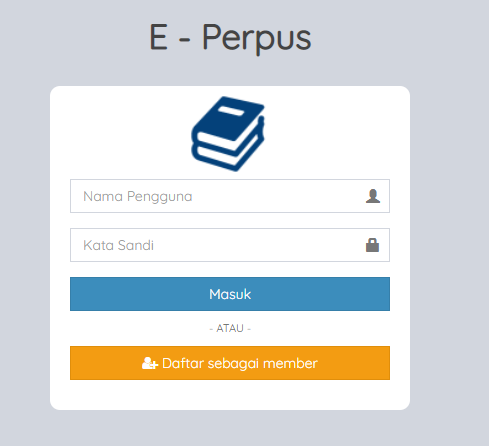 E - Perpus
Nama Pengguna
Kata Sandi
Masuk
- ATAU -
Daftar sebagai member